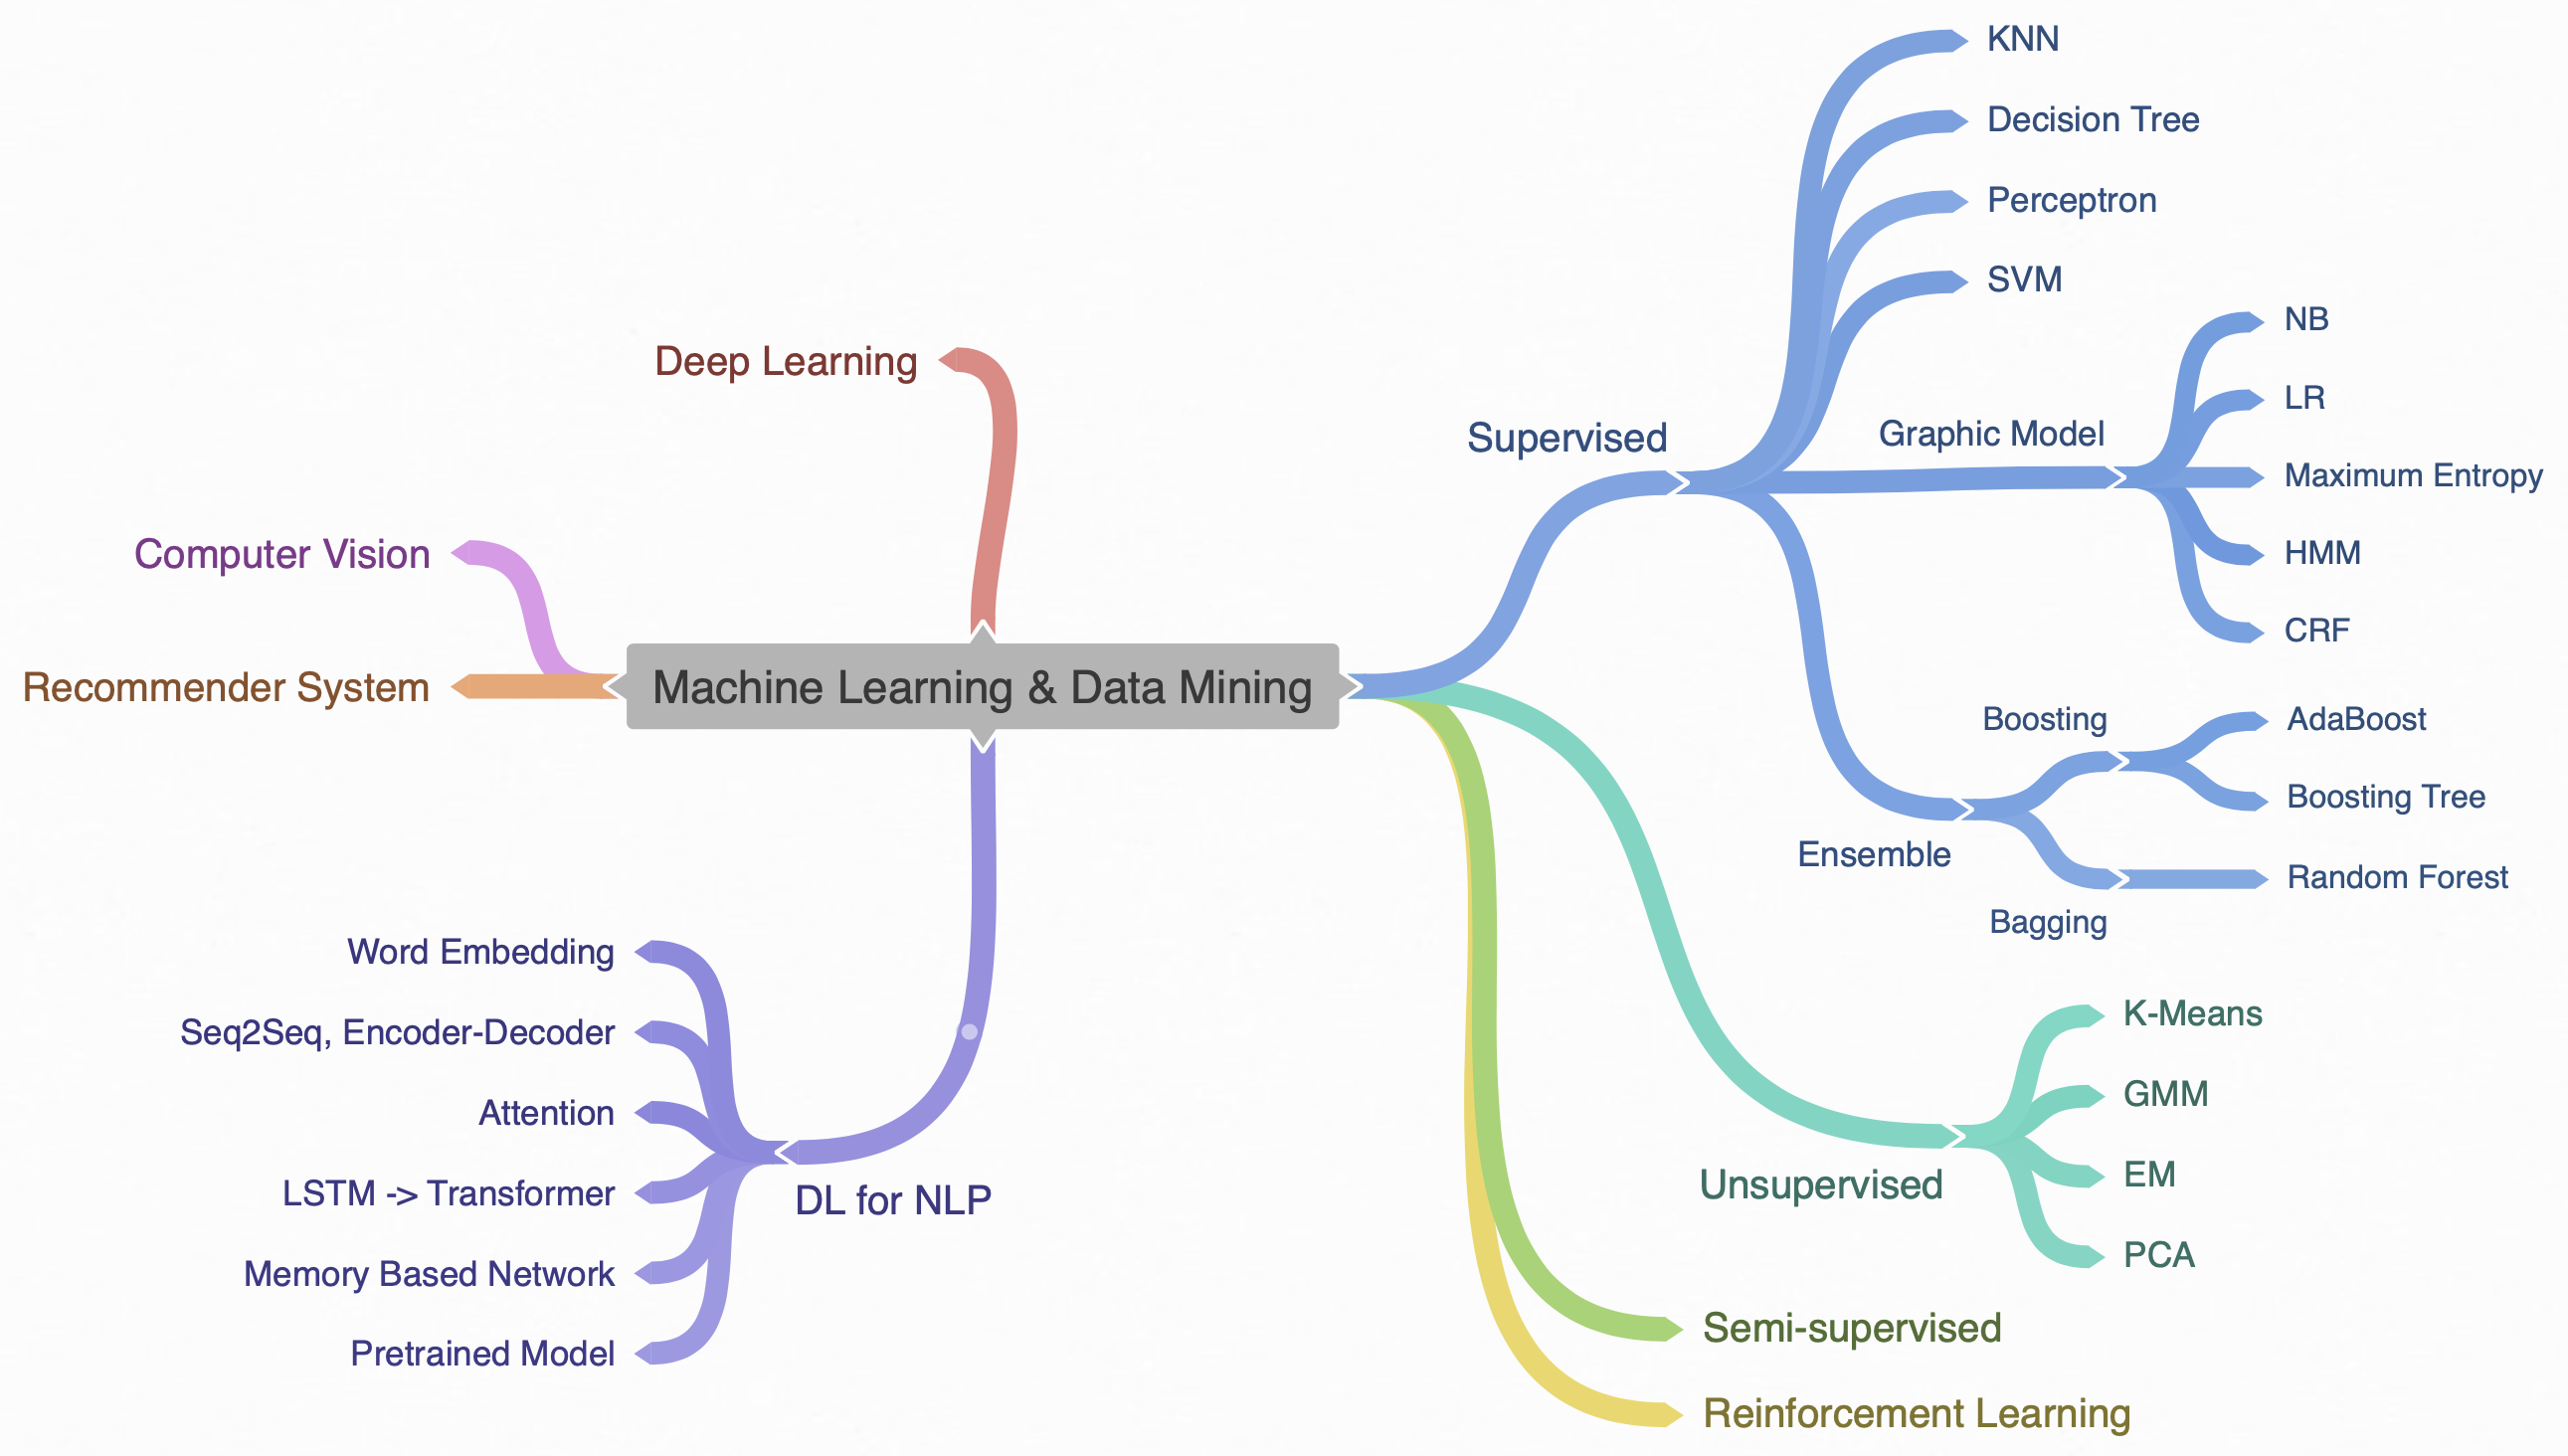 Machine Learning & Data Mining
Deep Learning
Computer Vision
Recommender System
DL for NLP
Word Embedding
Seq2Seq, Encoder-Decoder
Attention
LSTM -> Transformer
Memory Based Network
Pretrained Model
Supervised
KNN
Decision Tree
Perceptron
SVM
Graphic Model
NB
LR
Maximum Entropy
HMM
CRF
Ensemble
Boosting
AdaBoost
Boosting Tree
Bagging
Random Forest
Unsupervised
K-Means
GMM
EM
PCA
Semi-supervised
Reinforcement Learning